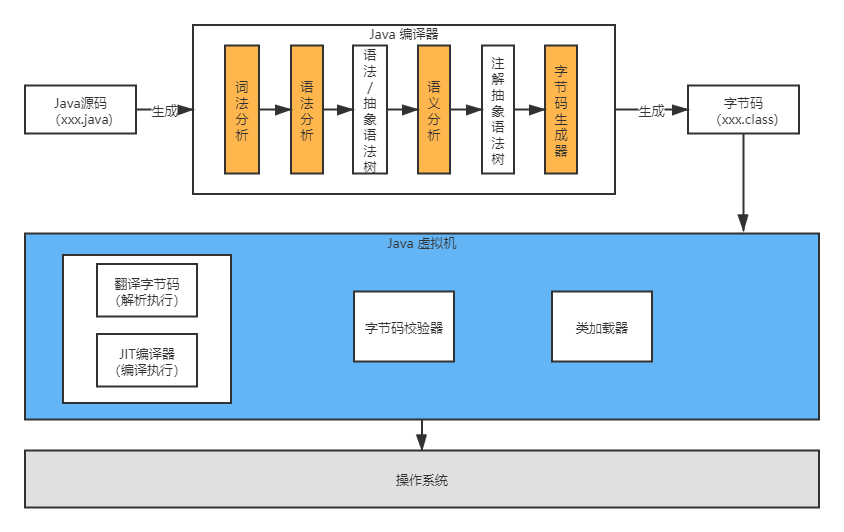 Java 编译器
Java源码
（xxx.java）
生成
词法分析
语法分析
语法/抽象语法树
语义分析
注解抽象语法树
字节码生成器
生成
字节码
（xxx.class）
Java 虚拟机
翻译字节码
（解析执行）
JIT编译器
（编译执行）
字节码校验器
类加载器
操作系统